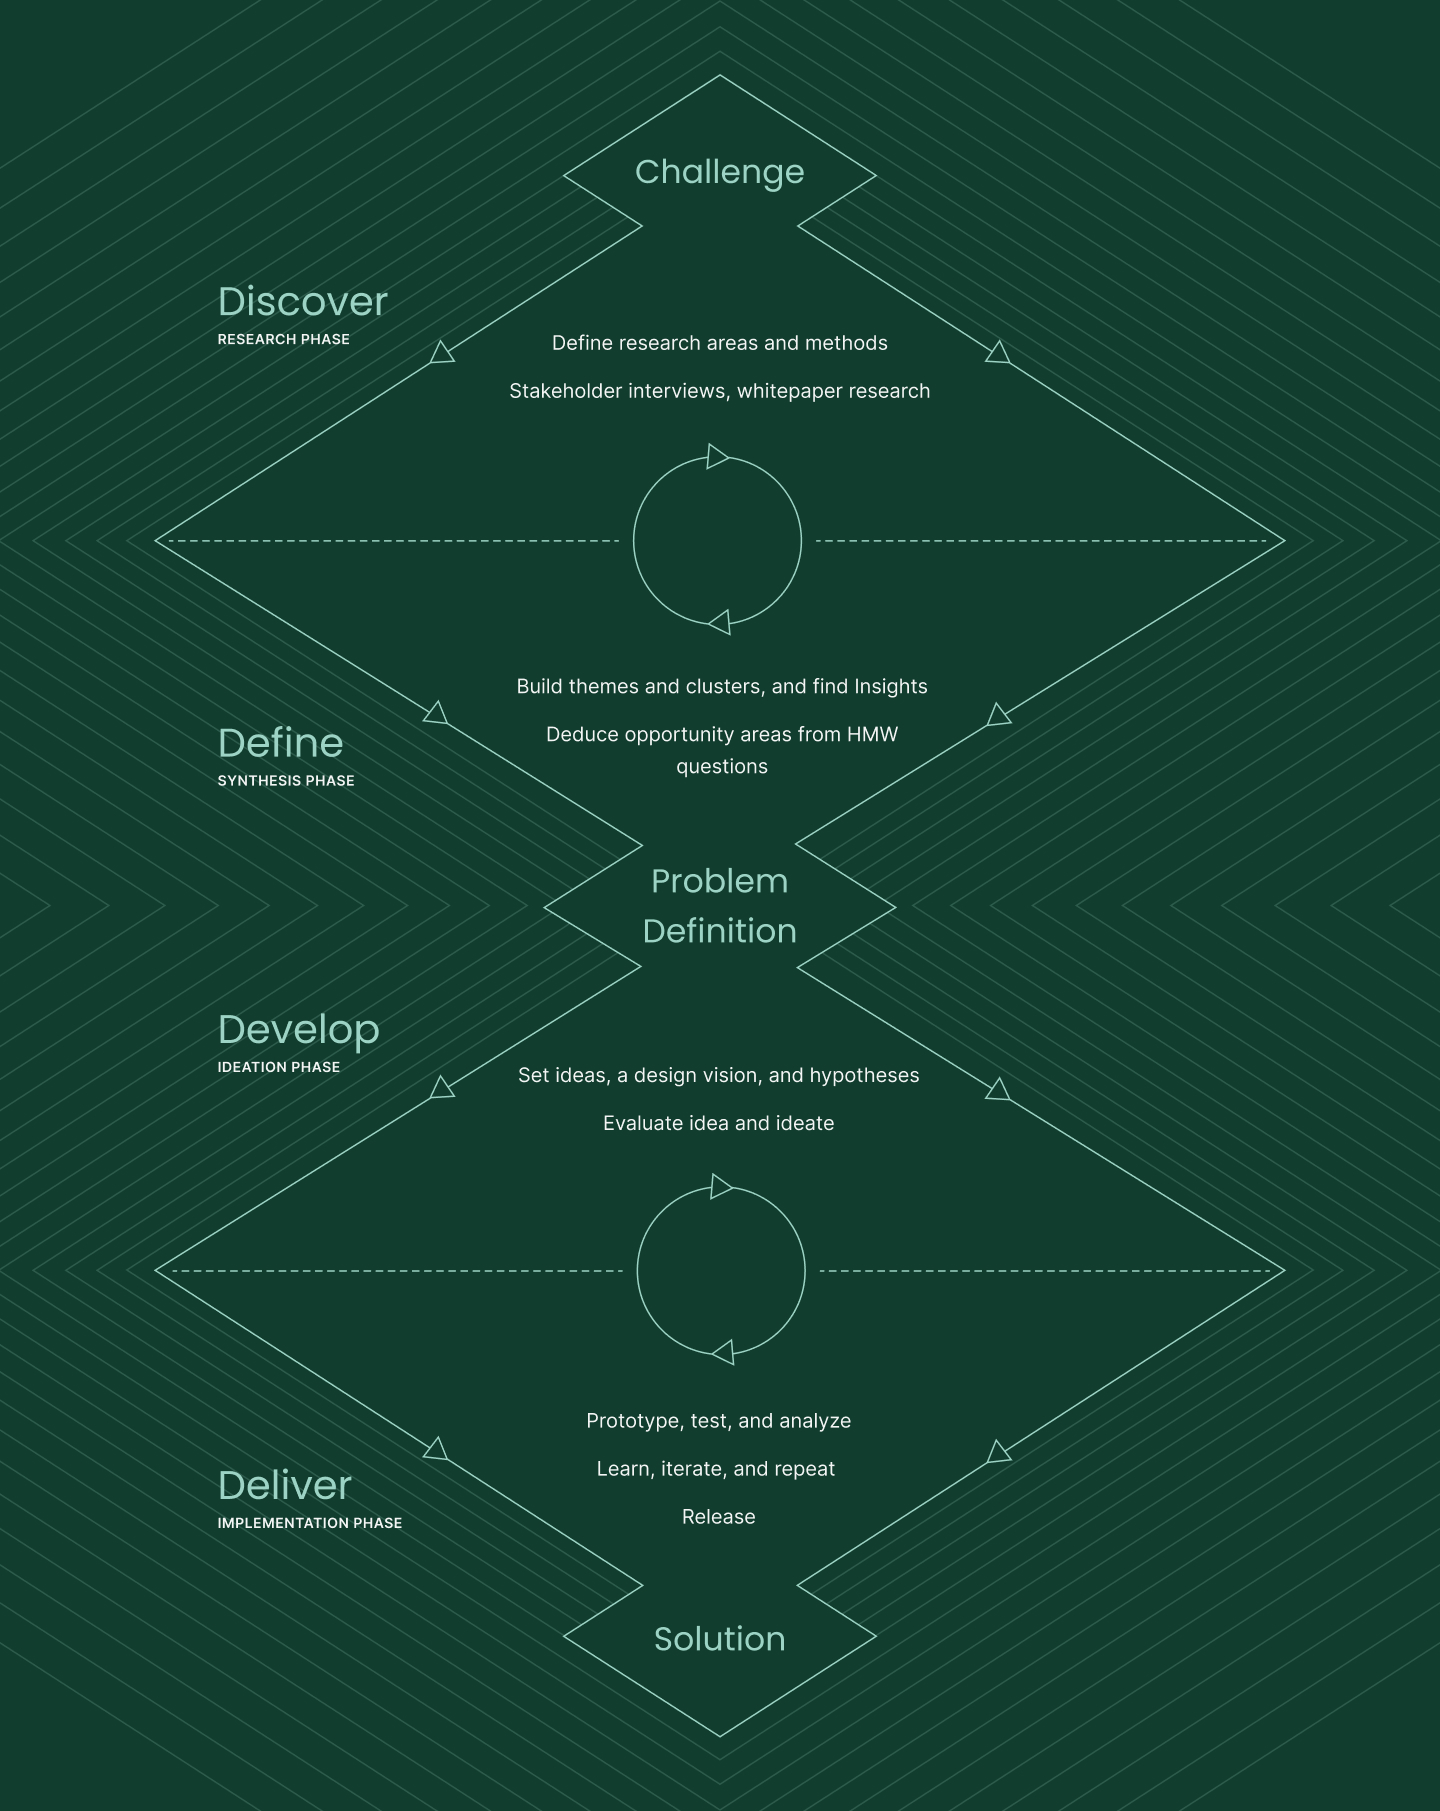 Challenge
Discover
RESEARCH PHASE
Define research areas and methods
Stakeholder interviews, whitepaper research
Build themes and clusters, and find Insights
Deduce opportunity areas from HMW
questions
Define
SYNTHESIS PHASE
Problem
Definition
Develop
IDEATION PHASE
Set ideas, a design vision, and hypotheses
Evaluate idea and ideate
Prototype, test, and analyze
Learn, iterate, and repeat
Release
Deliver
IMPLEMENTATION PHASE
Solution